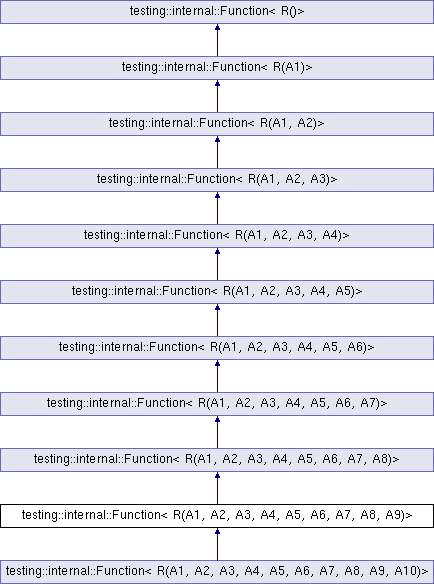 testing::internal::Function< R()>
testing::internal::Function< R(A1)>
testing::internal::Function< R(A1, A2)>
testing::internal::Function< R(A1, A2, A3)>
testing::internal::Function< R(A1, A2, A3, A4)>
testing::internal::Function< R(A1, A2, A3, A4, A5)>
testing::internal::Function< R(A1, A2, A3, A4, A5, A6)>
testing::internal::Function< R(A1, A2, A3, A4, A5, A6, A7)>
testing::internal::Function< R(A1, A2, A3, A4, A5, A6, A7, A8)>
testing::internal::Function< R(A1, A2, A3, A4, A5, A6, A7, A8, A9)>
testing::internal::Function< R(A1, A2, A3, A4, A5, A6, A7, A8, A9, A10)>